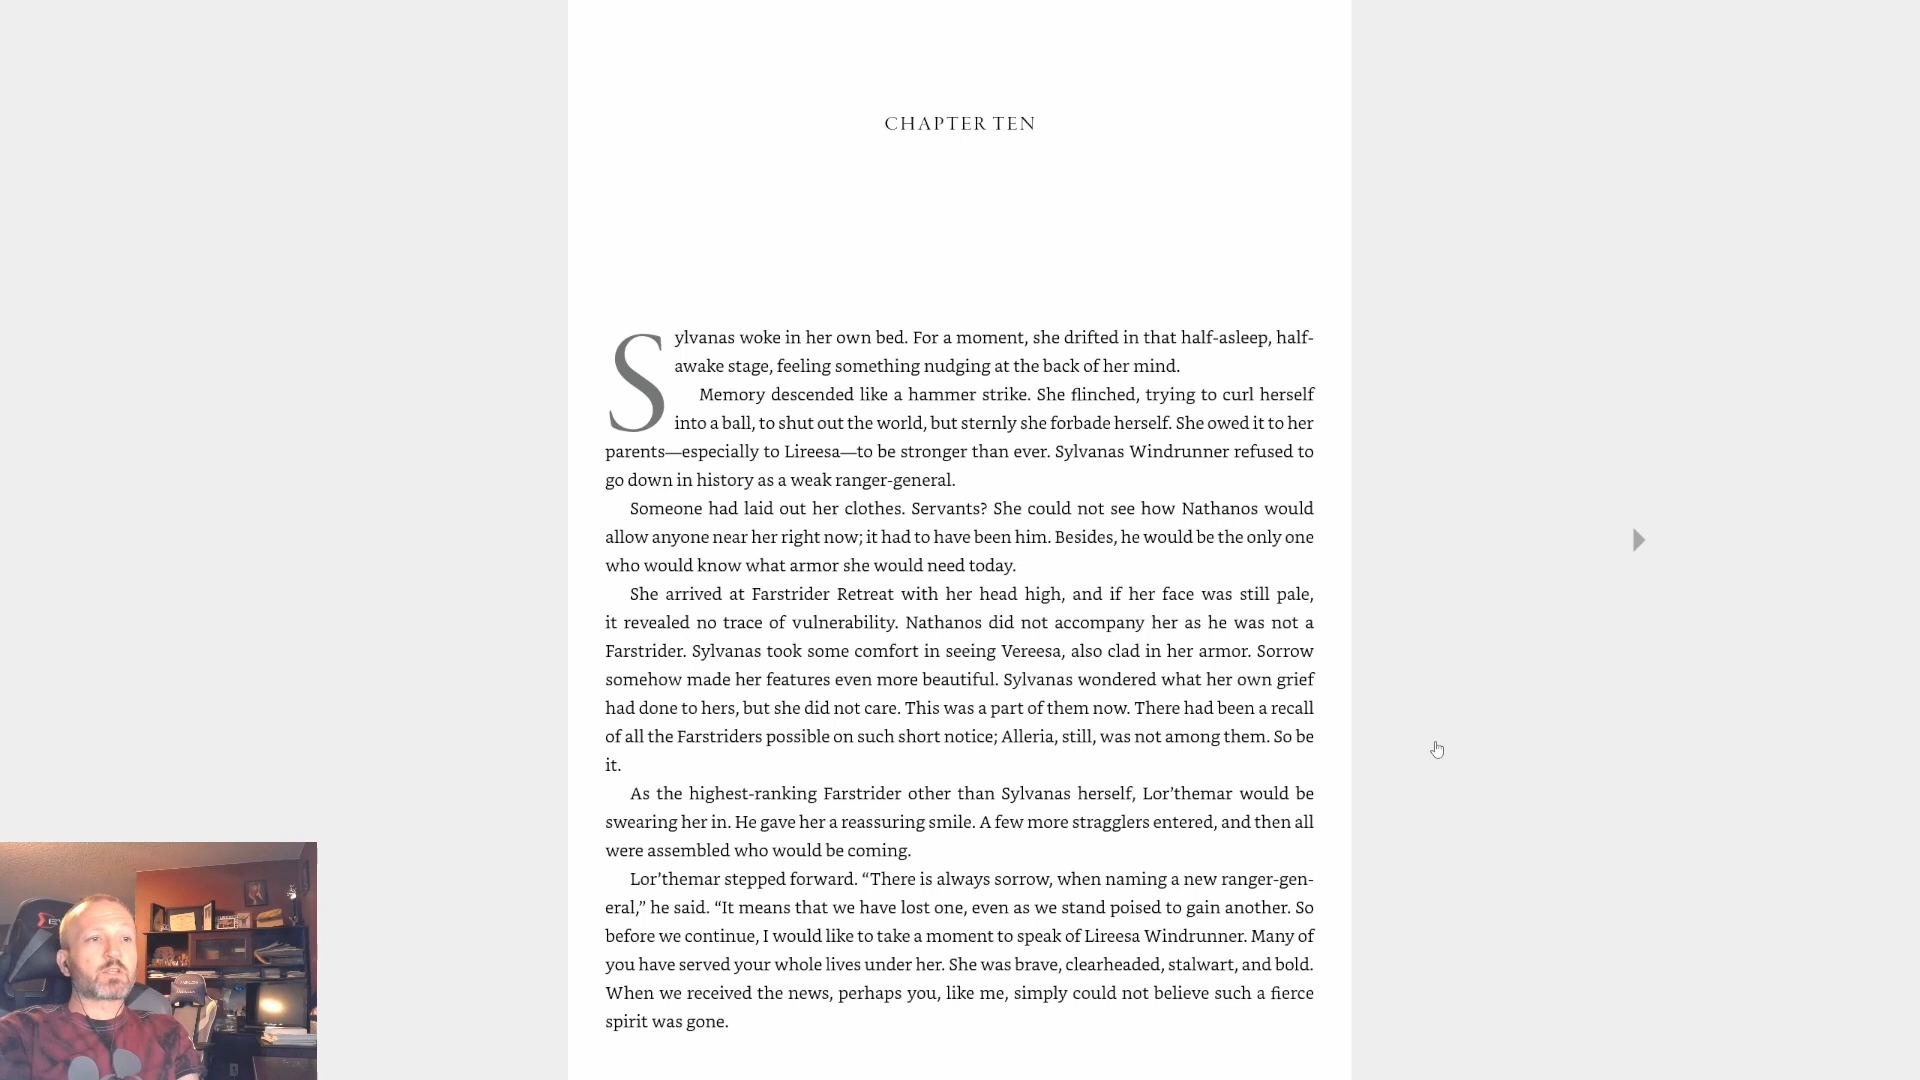 CHAPTER TEN
Sylvanas woke in her own bed. For a moment, she drifted in that half-asleep, half-
awake stage, feeling something nudging at the back of her mind.
Memory descended like a hammer strike. She flinched, trying to curl herself
into a ball, to shut out the world, but sternly she forbade herself. She owed it to her
parents—especially to Lireesa—to be stronger than ever. Sylvanas Windrunner refused to
go down in history as a weak ranger-general.
Someone had laid out her clothes. Servants? She could not see how Nathanos would
allow anyone near her right now; it had to have been him. Besides, he would be the only one
who would know what armor she would need today.
She arrived at Farstrider Retreat with her head high, and if her face was still pale,
it revealed no trace of vulnerability. Nathanos did not accompany her as he was not a
Farstrider. Sylvanas took some comfort in seeing Vereesa, also clad in her armor. Sorrow
somehow made her features even more beautiful. Sylvanas wondered what her own grief
had done to hers, but she did not care. This was a part of them now. There had been a recall
of all the Farstriders possible on such short notice; Alleria, still, was not among them. So be
it.
As the highest-ranking Farstrider other than Sylvanas herself, Lor’themar would be
swearing her in. He gave her a reassuring smile. A few more stragglers entered, and then all
were assembled who would be coming.
Lor’themar stepped forward. “There is always sorrow, when naming a new ranger-gen-
eral,” he said. “It means that we have lost one, even as we stand poised to gain another. So
before we continue, I would like to take a moment to speak of Lireesa Windrunner. Many of
you have served your whole lives under her. She was brave, clearheaded, stalwart, and bold.
When we received the news, perhaps you, like me, simply could not believe such a fierce
spirit was gone.